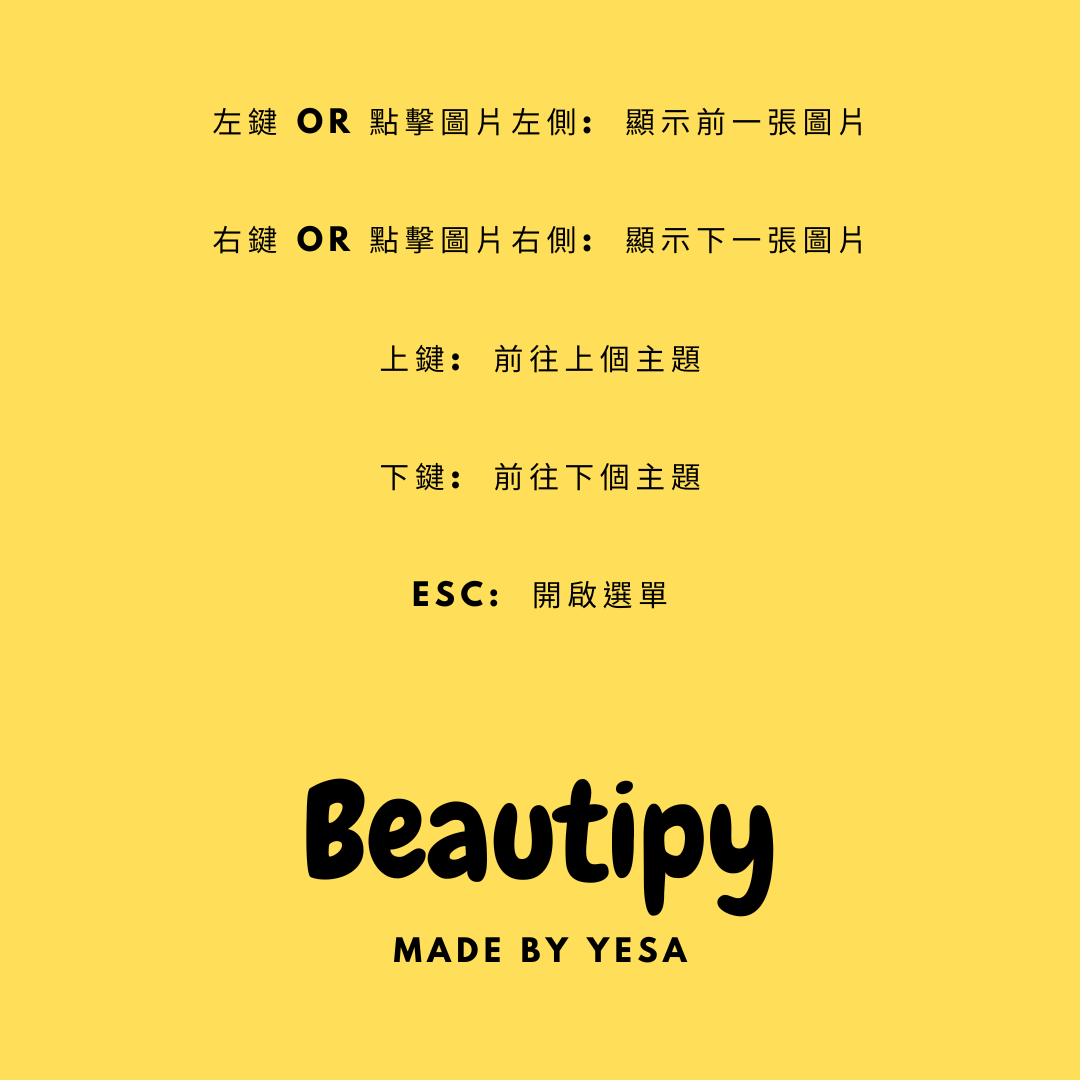 左鍵 OR 點擊圖片左側: 顯示前一張圖片
右鍵 OR 點擊圖片右側: 顯示下一張圖片
上鍵: 前往上個主題
下鍵: 前往下個主題
ESC: 開啟選單
Beautipy
MADE BY YESA